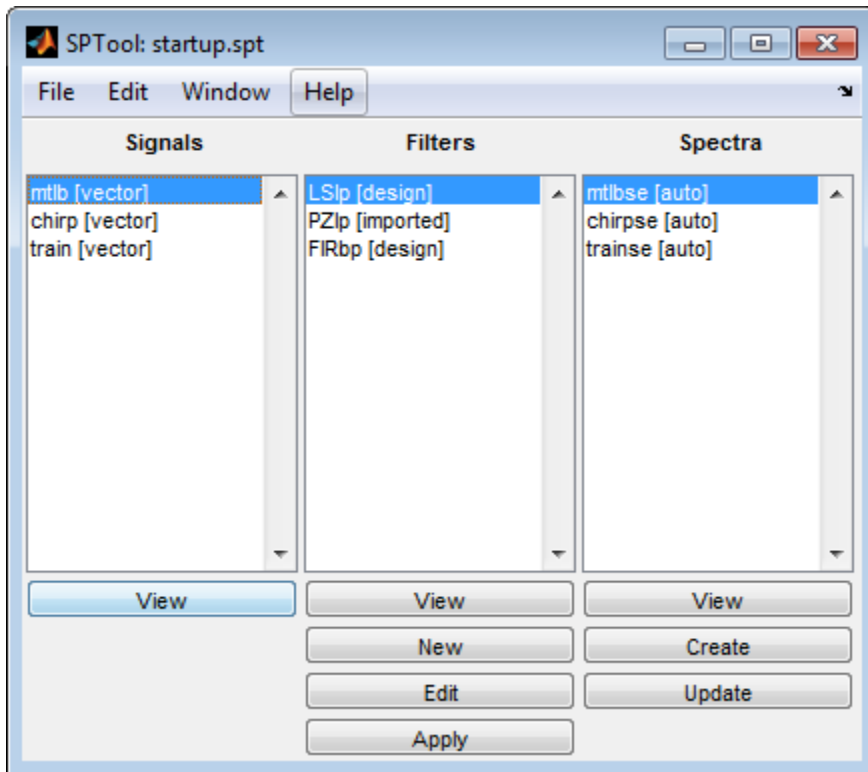 SPTool: startup.spt
File Edit Window Help
Signals Filters Spectra
mtlb [vector] LSlp [design] mtlbse [auto]
chirp [vector] PZlp [imported] chirpse [auto]
train [vector] FIRbp [design] trainse [auto]
View View View
New Create
Edit Update
Apply